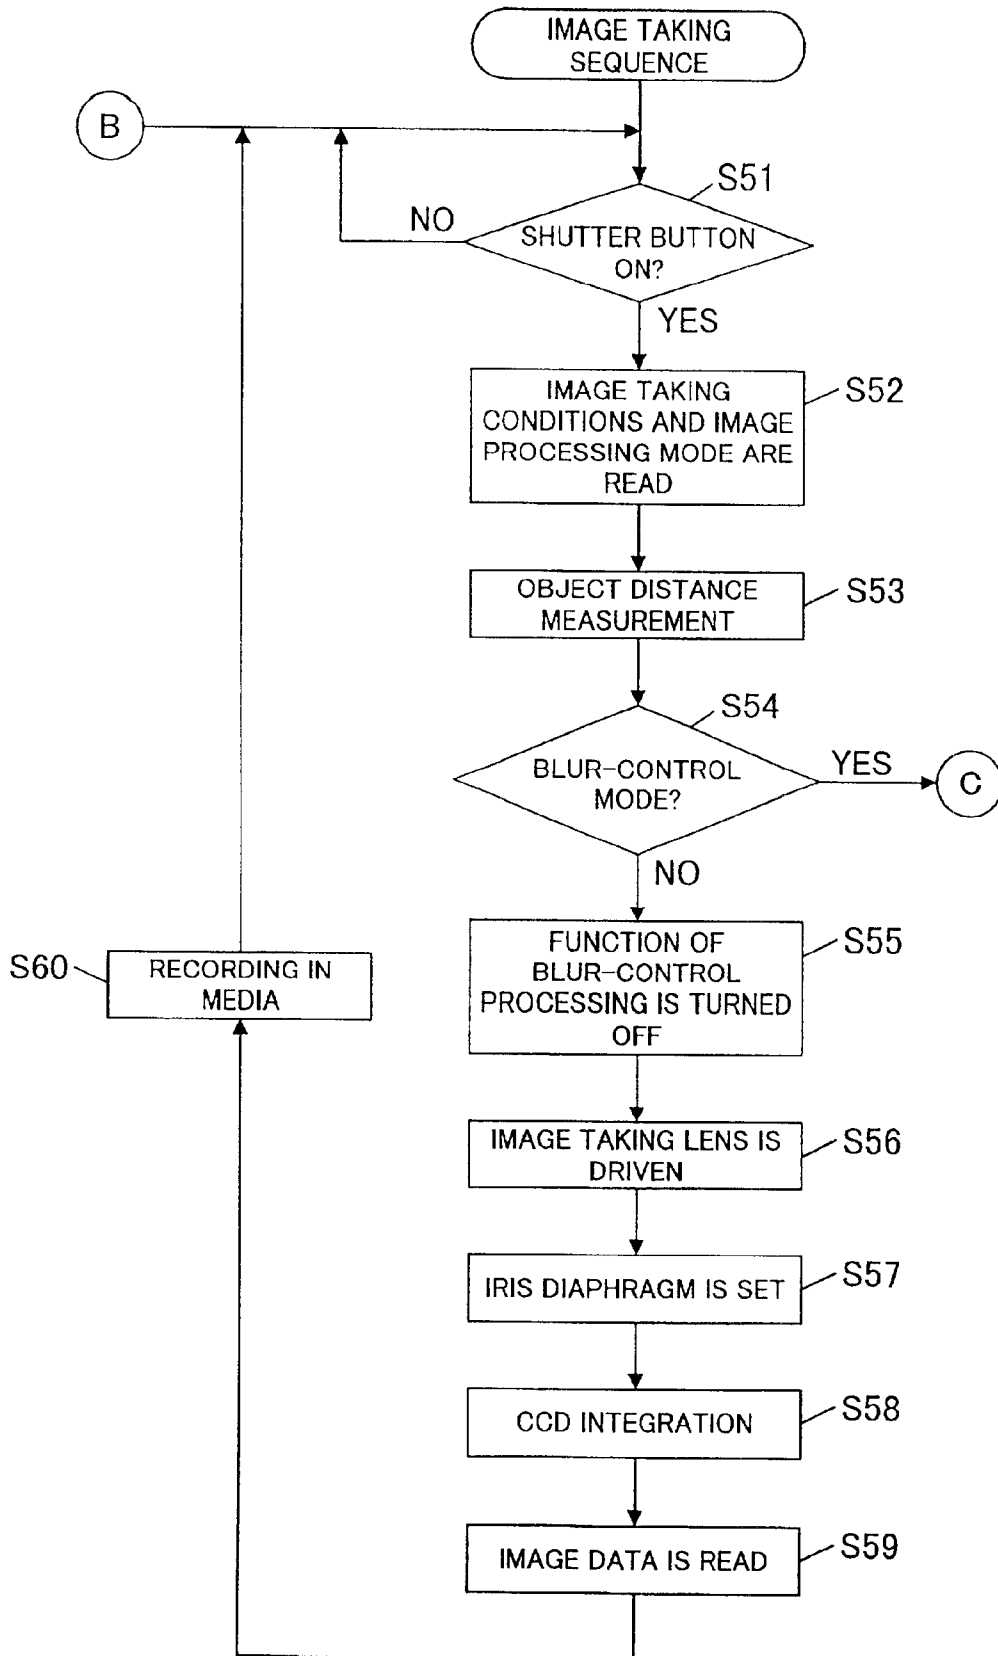 IMAGE TAKING
SEQUENCE
B
S51
NO
SHUTTER BUTTON
ON?
YES
IMAGE TAKING
CONDITIONS AND IMAGE
PROCESSING MODE ARE
READ
S52
OBJECT DISTANCE
MEASUREMENT
S53
S54
BLUR-CONTROL
MODE?
YES
C
NO
FUNCTION OF
BLUR-CONTROL
PROCESSING IS TURNED
OFF
S55
S60
RECORDING IN
MEDIA
IMAGE TAKING LENS IS
DRIVEN
S56
IRIS DIAPHRAGM IS SET
S57
CCD INTEGRATION
S58
IMAGE DATA IS READ
S59